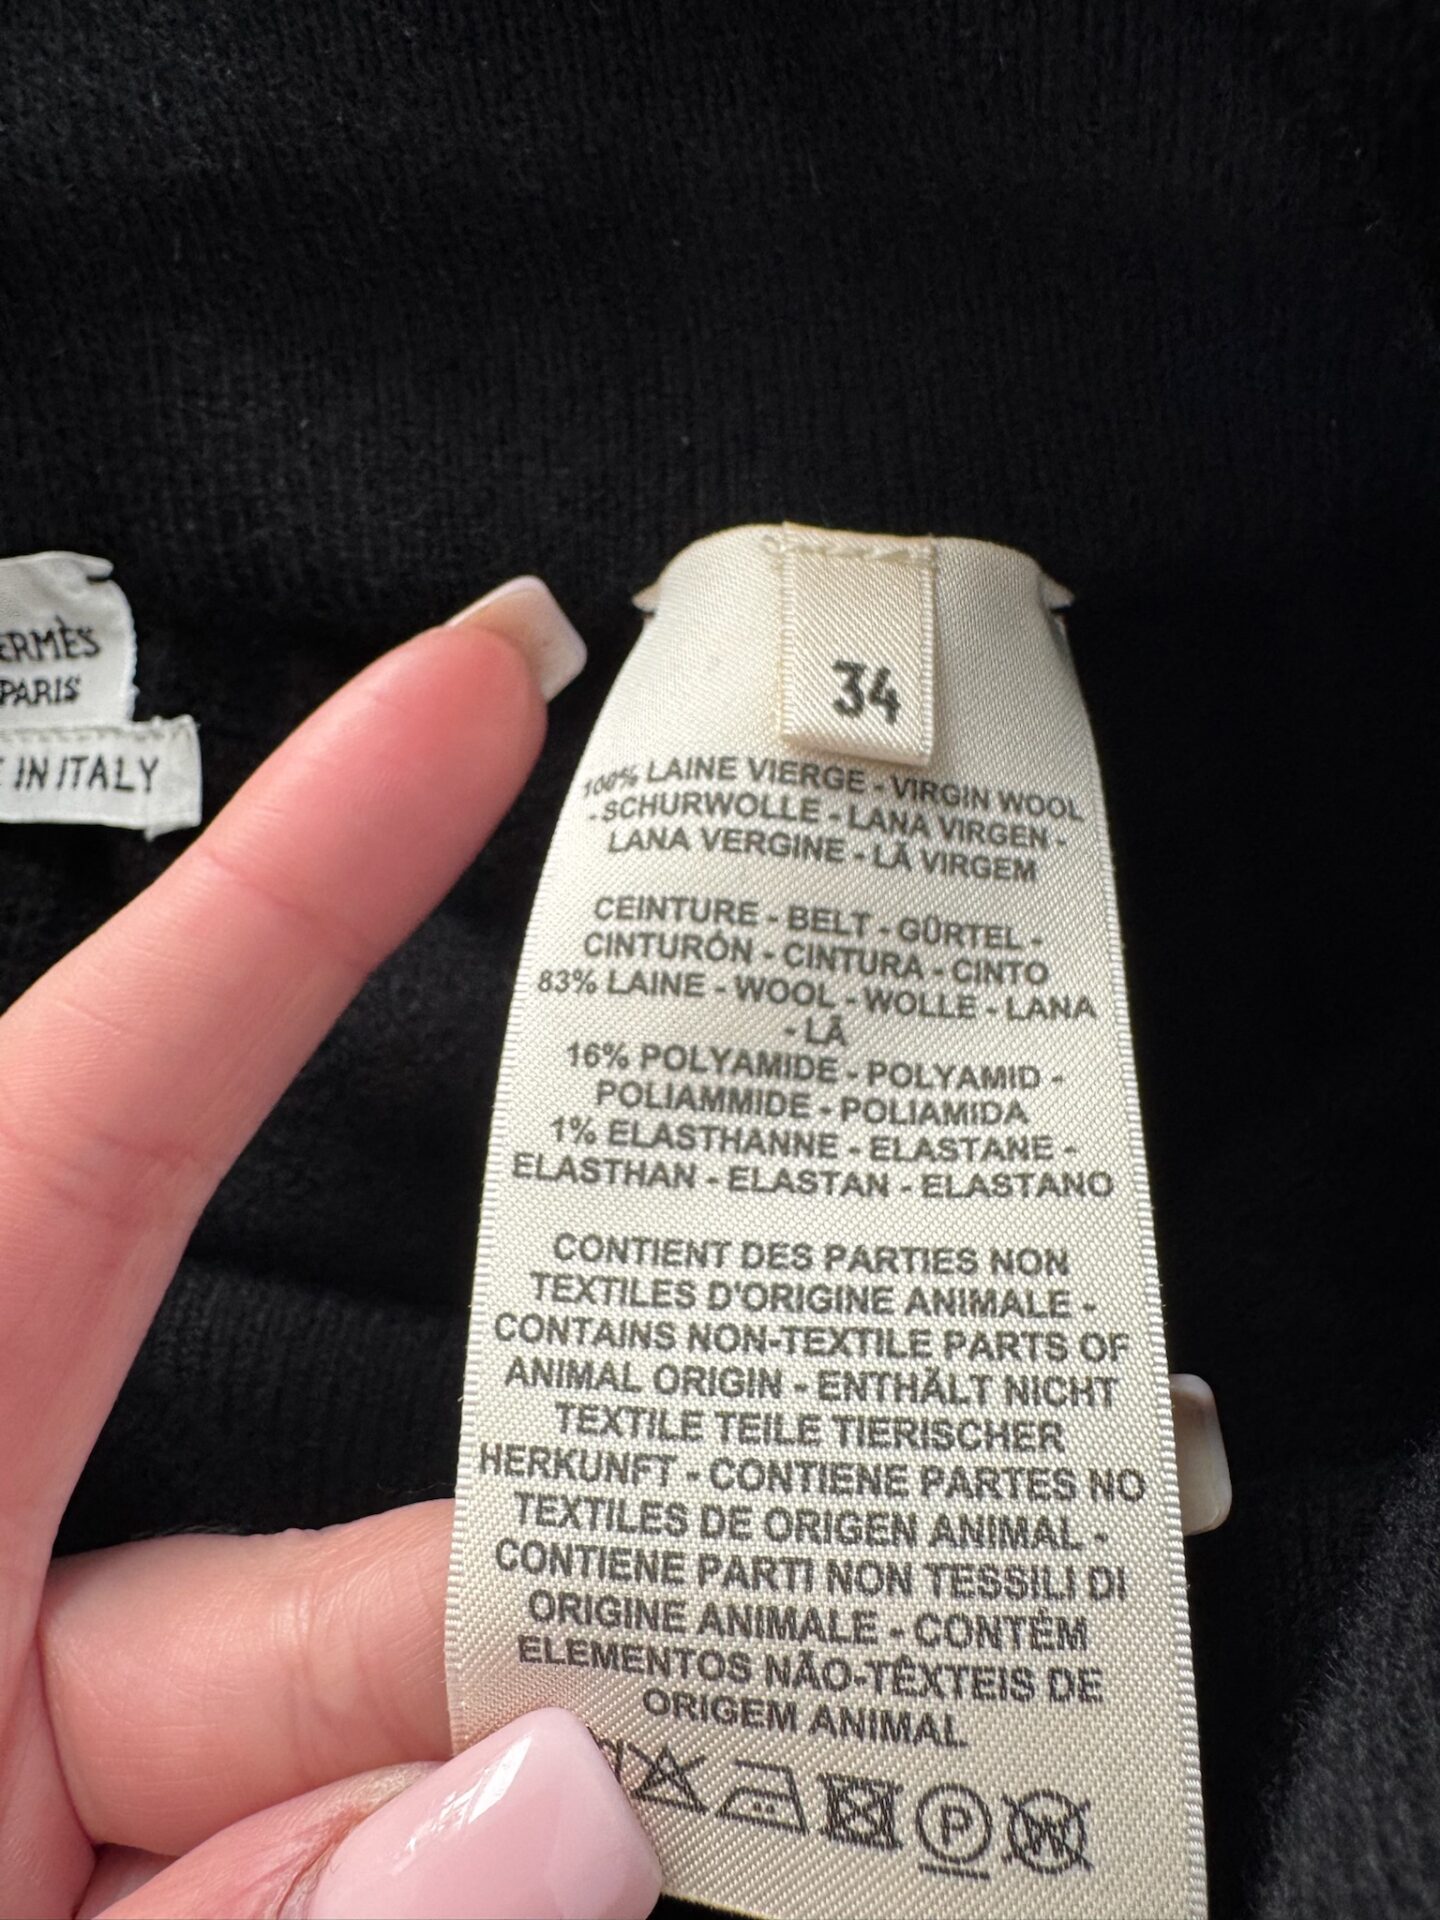 ERMÈS
PARIS
IN ITALY
34
100% LAINE VIERGE - VIRGIN WOOL
- SCHURWOLLE - LANA VIRGEN -
LANA VERGINE - LÃ VIRGEM
CEINTURE - BELT - GÜRTEL -
CINTURÓN - CINTURA - CINTO
83% LAINE - WOOL - WOLLE - LANA
- LÃ
16% POLYAMIDE - POLYAMID -
POLIAMMIDE - POLIAMIDA
1% ELASTHANNE - ELASTANE -
ELASTHAN - ELASTAN - ELASTANO
CONTIENT DES PARTIES NON
TEXTILES D'ORIGINE ANIMALE -
CONTAINS NON-TEXTILE PARTS OF
ANIMAL ORIGIN - ENTHÄLT NICHT
TEXTILE TEILE TIERISCHER
HERKUNFT - CONTIENE PARTES NO
TEXTILES DE ORIGEN ANIMAL -
CONTIENE PARTI NON TESSILI DI
ORIGINE ANIMALE - CONTÉM
ELEMENTOS NÃO-TÊXTEIS DE
ORIGEM ANIMAL
P W